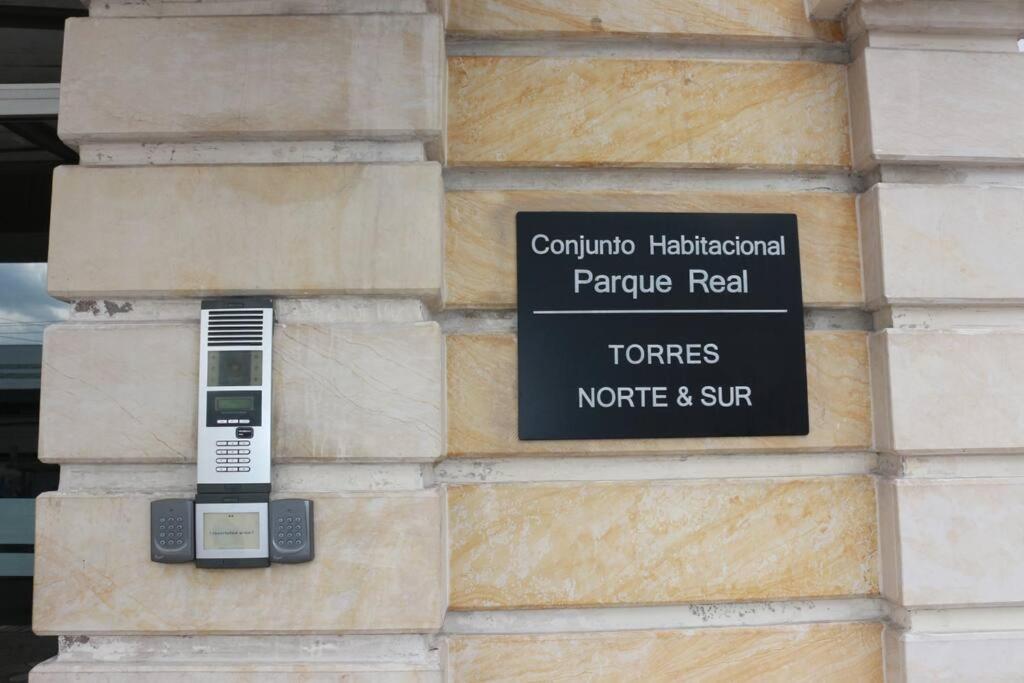 Conjunto Habitacional
Parque Real
TORRES
NORTE & SUR